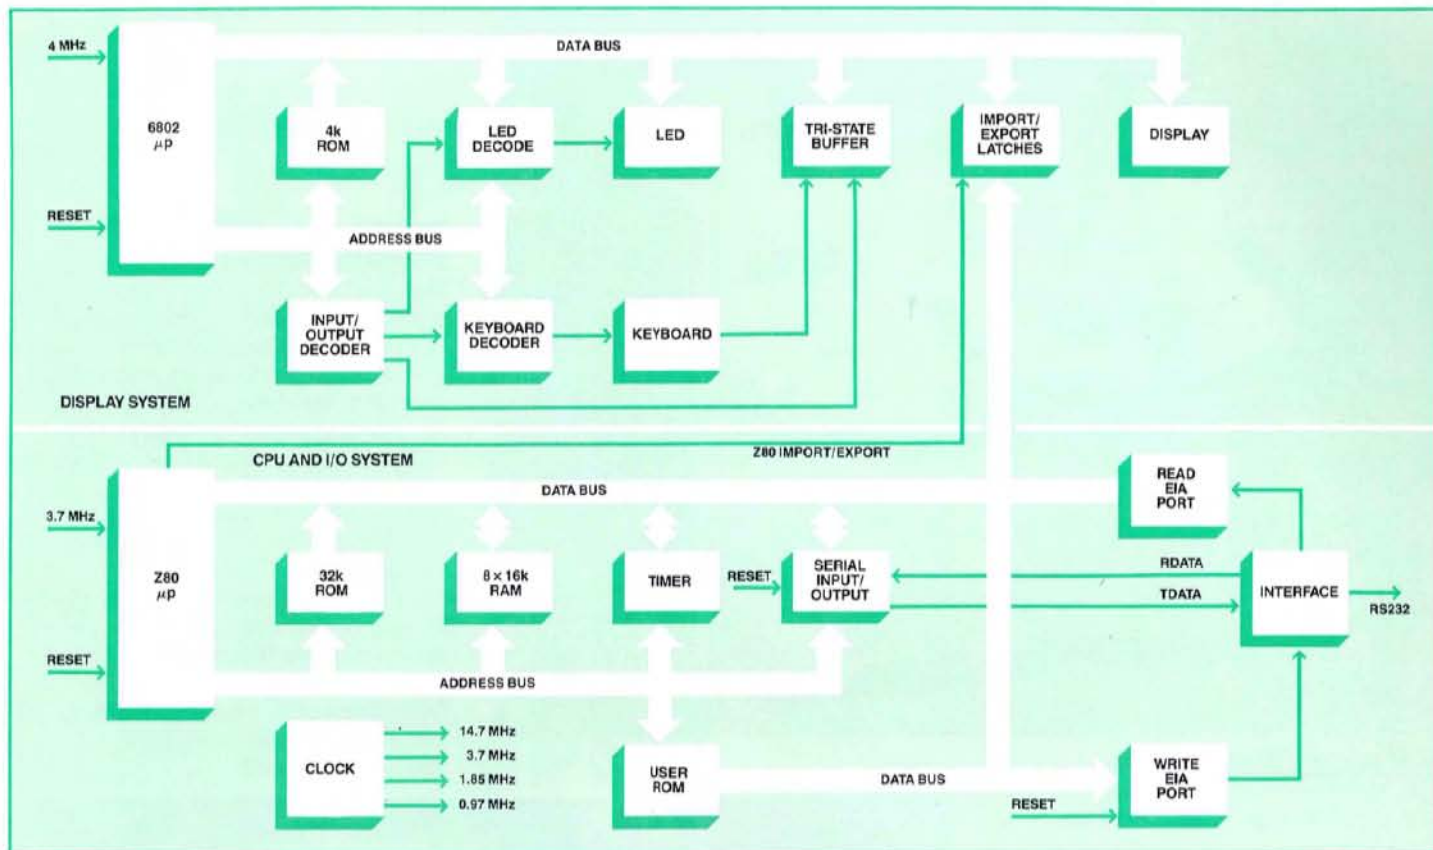 4 MHz
DATA BUS
6802
μp
4k
ROM
LED
DECODE
LED
TRI-STATE
BUFFER
IMPORT/
EXPORT
LATCHES
DISPLAY
RESET
ADDRESS BUS
INPUT/
OUTPUT
DECODER
KEYBOARD
DECODER
KEYBOARD
DISPLAY SYSTEM
CPU AND I/O SYSTEM
Z80 IMPORT/EXPORT
DATA BUS
READ
EIA
PORT
3.7 MHz
Z80
μp
32k
ROM
8 × 16k
RAM
TIMER
RESET
SERIAL
INPUT/
OUTPUT
RDATA
TDATA
INTERFACE
RS232
RESET
ADDRESS BUS
CLOCK
14.7 MHz
3.7 MHz
1.85 MHz
0.97 MHz
USER
ROM
DATA BUS
RESET
WRITE
EIA
PORT